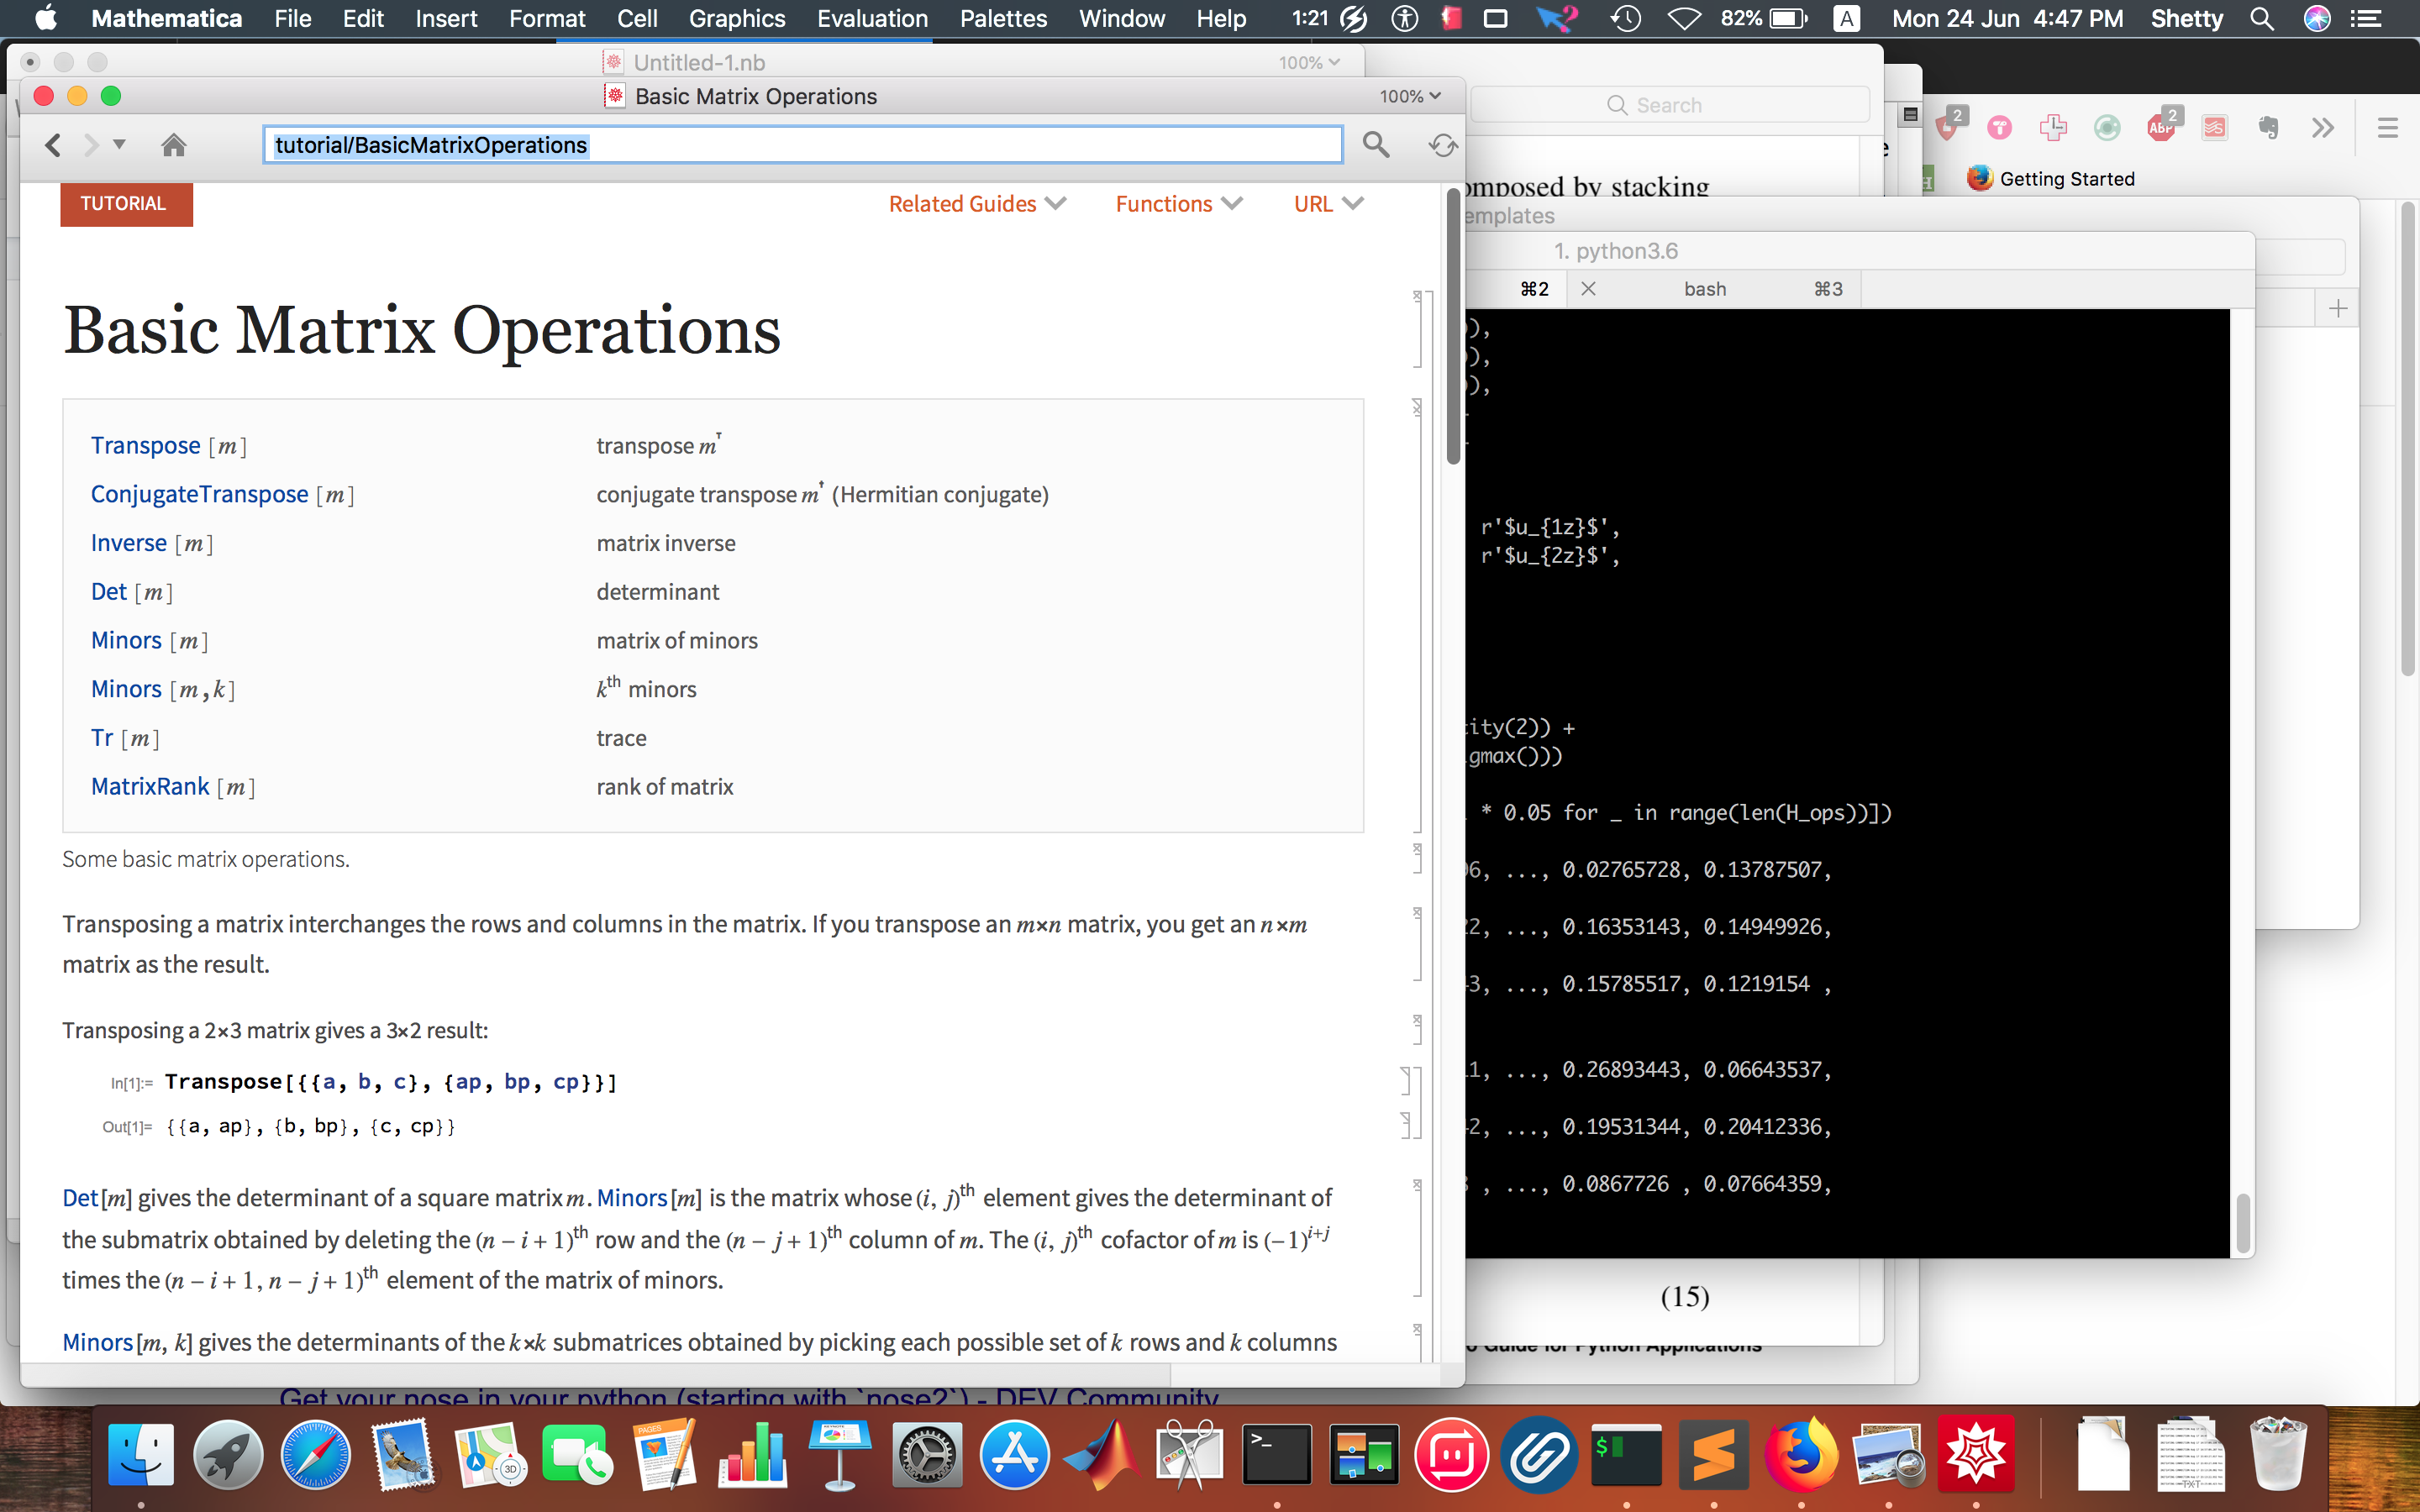 Mathematica File Edit Insert Format Cell Graphics Evaluation Palettes Window Help 1:21 82% A Mon 24 Jun 4:47 PM Shetty
Untitled-1.nb 100%
Basic Matrix Operations 100%
tutorial/BasicMatrixOperations
TUTORIAL Related Guides Functions URL
Basic Matrix Operations
Transpose [m] transpose mᵀ
ConjugateTranspose [m] conjugate transpose m† (Hermitian conjugate)
Inverse [m] matrix inverse
Det [m] determinant
Minors [m] matrix of minors
Minors [m,k] kth minors
Tr [m] trace
MatrixRank [m] rank of matrix
Some basic matrix operations.
Transposing a matrix interchanges the rows and columns in the matrix. If you transpose an m×n matrix, you get an n×m
matrix as the result.
Transposing a 2×3 matrix gives a 3×2 result:
In[1]:= Transpose[{{a, b, c}, {ap, bp, cp}}]
Out[1]= {{a, ap}, {b, bp}, {c, cp}}
Det[m] gives the determinant of a square matrix m. Minors[m] is the matrix whose (i, j)th element gives the determinant of
the submatrix obtained by deleting the (n – i + 1)th row and the (n – j + 1)th column of m. The (i, j)th cofactor of m is (–1)^i+j
times the (n – i + 1, n – j + 1)th element of the matrix of minors.
Minors[m, k] gives the determinants of the k×k submatrices obtained by picking each possible set of k rows and k columns
Search
2
ABP 2
Getting Started
omposed by stacking
emplates
1. python3.6
⌘2 bash ⌘3
),
),
),
r'$u_{1z}$',
r'$u_{2z}$',
tity(2)) +
gmax()))
* 0.05 for _ in range(len(H_ops))])
6, ..., 0.02765728, 0.13787507,
2, ..., 0.16353143, 0.14949926,
3, ..., 0.15785517, 0.1219154 ,
1, ..., 0.26893443, 0.06643537,
2, ..., 0.19531344, 0.20412336,
, ..., 0.0867726 , 0.07664359,
(15)
Guide for Python Applications
Get your nose in your python (starting with `nose2`) - DEV Community
PAGES
3D
>_
$
TXT